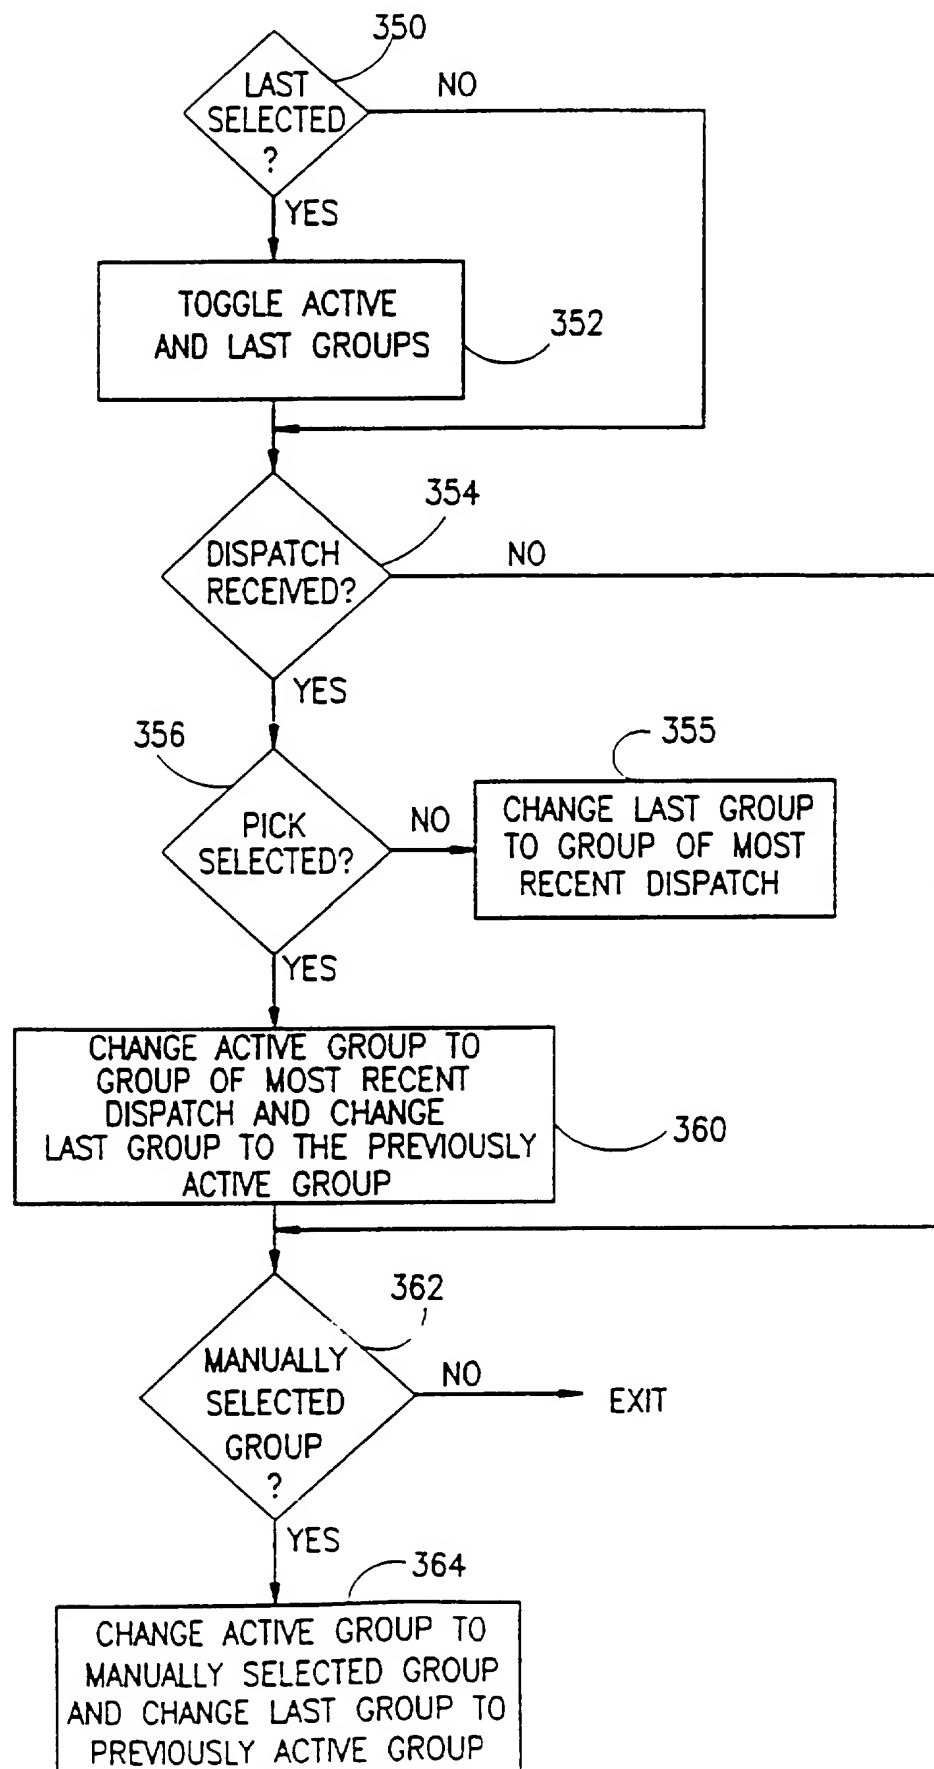 350
LAST
SELECTED
?
NO
YES
TOGGLE ACTIVE
AND LAST GROUPS
352
354
DISPATCH
RECEIVED?
NO
YES
356
355
PICK
SELECTED?
NO
CHANGE LAST GROUP
TO GROUP OF MOST
RECENT DISPATCH
YES
CHANGE ACTIVE GROUP TO
GROUP OF MOST RECENT
DISPATCH AND CHANGE
LAST GROUP TO THE PREVIOUSLY
ACTIVE GROUP
360
362
MANUALLY
SELECTED
GROUP
?
NO
EXIT
YES
364
CHANGE ACTIVE GROUP TO
MANUALLY SELECTED GROUP
AND CHANGE LAST GROUP TO
PREVIOUSLY ACTIVE GROUP